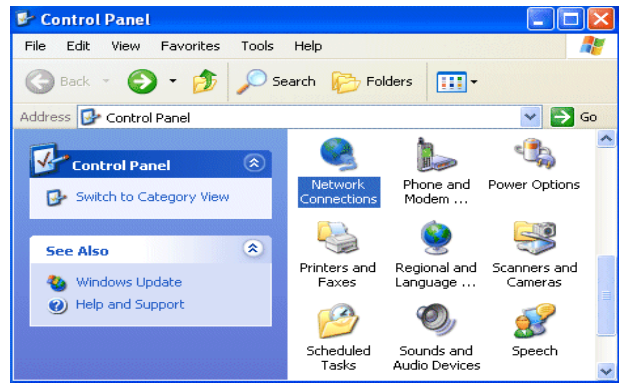 Control Panel
File Edit View Favorites Tools Help
Back Search Folders
Address Control Panel Go
Control Panel
Switch to Category View
See Also
Windows Update
Help and Support
Network
Connections
Phone and
Modem ...
Power Options
Printers and
Faxes
Regional and
Language ...
Scanners and
Cameras
Scheduled
Tasks
Sounds and
Audio Devices
Speech